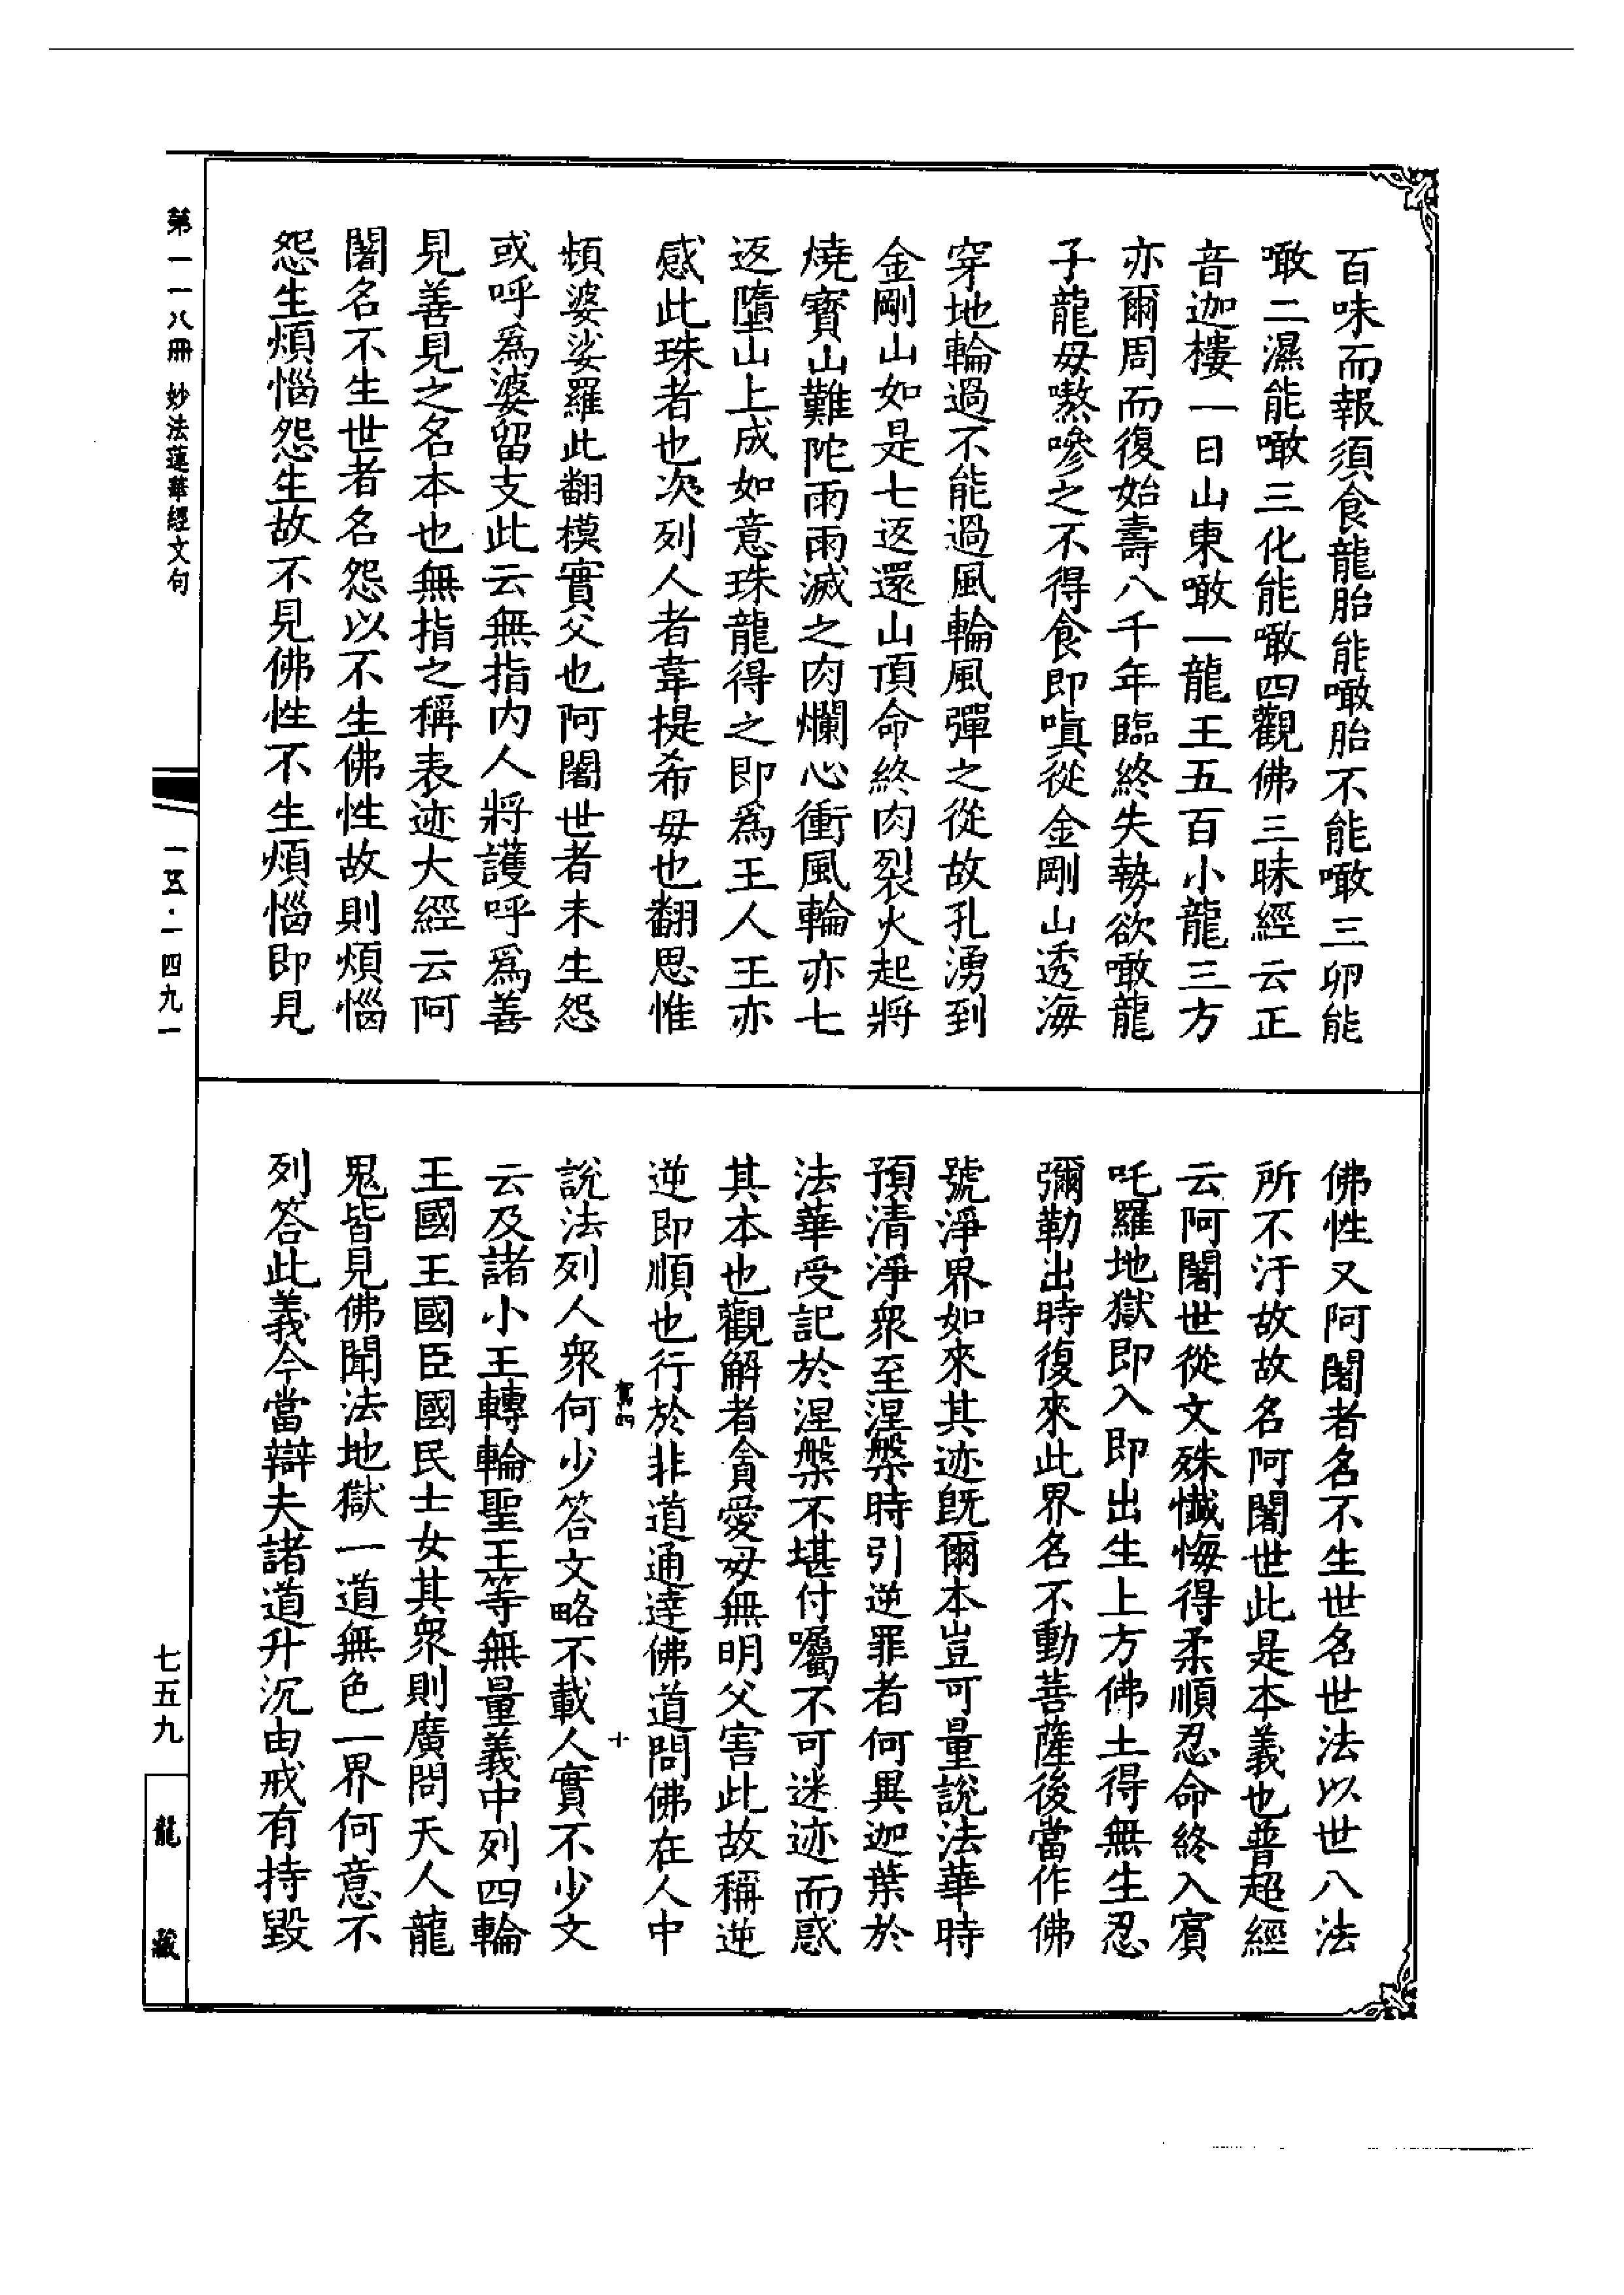 百味而報須食龍胎能噉胎不能噉三卵能
噉二濕能噉三化能噉四觀佛三昧經云正
音迦樓一日山東噉一龍王五百小龍三方
亦爾周而復始壽八千年臨終失勢欲噉龍
子龍毋嗷嘇之不得食即嗔從金剛山透海
穿地輪過不能過風輪風彈之從故孔湧到
金剛山如是七返還山頂命終肉裂火起將
燒寳山難陀雨雨滅之肉爛心衝風輪亦七
返墮山上成如意珠龍得之即爲王人王亦
感此珠者也次列人者韋提希毋也翻思惟
頻婆娑羅此翻模實父也阿闍世者未生怨
或呼爲婆留支此云無指內人將護呼爲善
見善見之名本也無指之稱表迹大經云阿
闍名不生世者名怨以不生佛性故則煩惱
怨生煩惱怨生故不見佛性不生煩惱即見
佛性又阿闍者名不生世名世法以世八法
所不汙故故名阿闍世此是本義也普超經
云阿闍世從文殊懺悔得柔順忍命終入賓
吒羅地獄即入即出生上方佛土得無生忍
彌勒出時復來此界名不動菩薩後當作佛
號淨界如來其迹旣爾本豈可量說法華時
預清淨衆至涅槃時引逆罪者何異迦葉於
法華受記於涅槃不堪付囑不可迷迹而惑
其本也觀解者貪愛毋無明父害此故稱逆
逆即順也行於非道通達佛道問佛在人中
十
說法列人衆何少答文略不載人實不少文
云及諸小王轉輪聖王等無量義中列四輪
王國王國臣國民士女其衆則廣問天人龍
鬼皆見佛聞法地獄一道無色一界何意不
列答此義今當辯夫諸道升沉由戒有持毀
第一一八冊 妙法蓮華經文句
一五·一四九一
七五九
龍藏